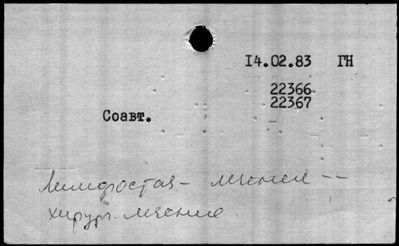 14.02.83 ГН
22366
22367
Соавт.
Лимфостаз - лечение --
хирург. лечение.